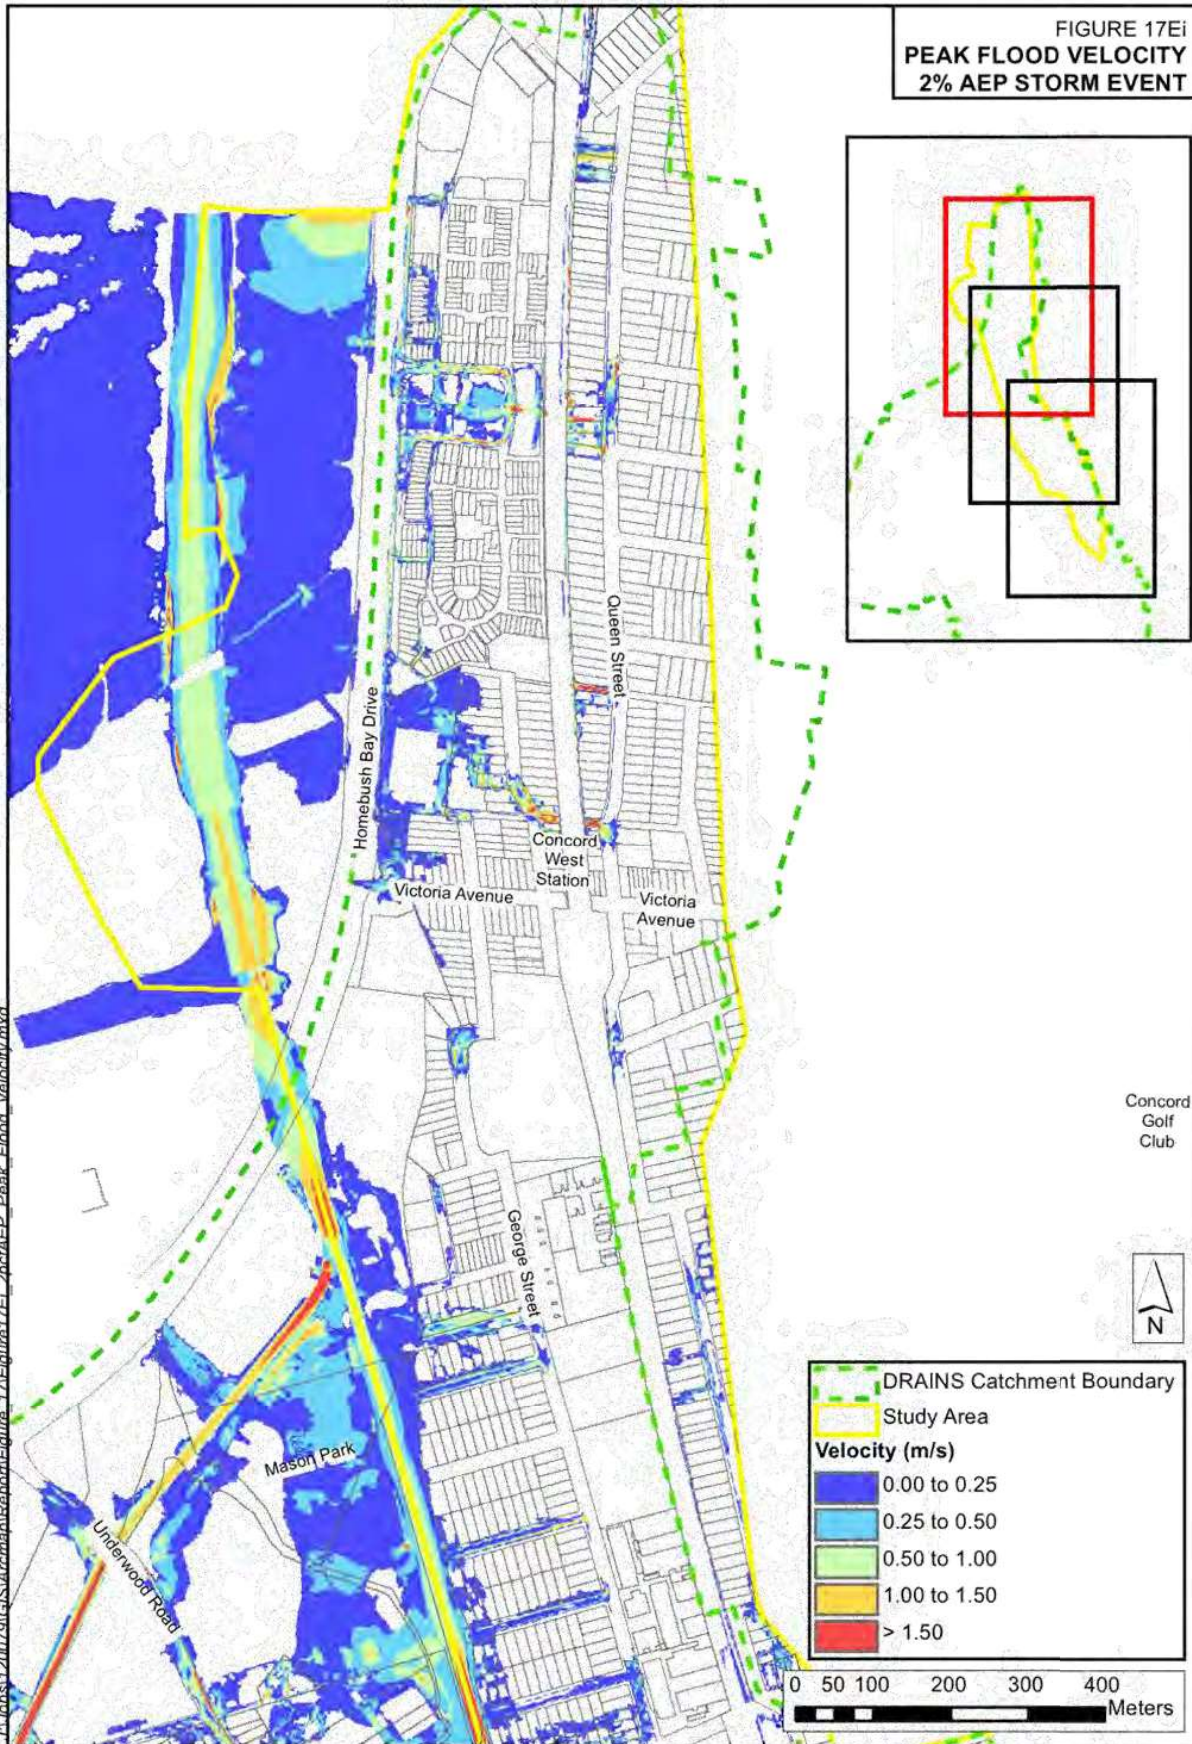 FIGURE 17Ei
PEAK FLOOD VELOCITY
2% AEP STORM EVENT
Queen Street
Homebush Bay Drive
Concord
West
Station
Victoria Avenue
Victoria
Avenue
Concord
Golf
Club
George Street
N
Mason Park
Underwood Road
DRAINS Catchment Boundary
Study Area
Velocity (m/s)
0.00 to 0.25
0.25 to 0.50
0.50 to 1.00
1.00 to 1.50
> 1.50
0 50 100 200 300 400
Meters